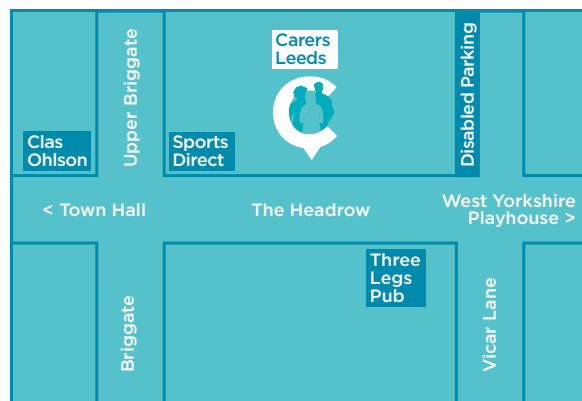 Carers
Leeds
Upper Briggate
Disabled Parking
Clas
Ohlson
Sports
Direct
< Town Hall
The Headrow
West Yorkshire
Playhouse >
Three
Legs
Pub
Briggate
Vicar Lane